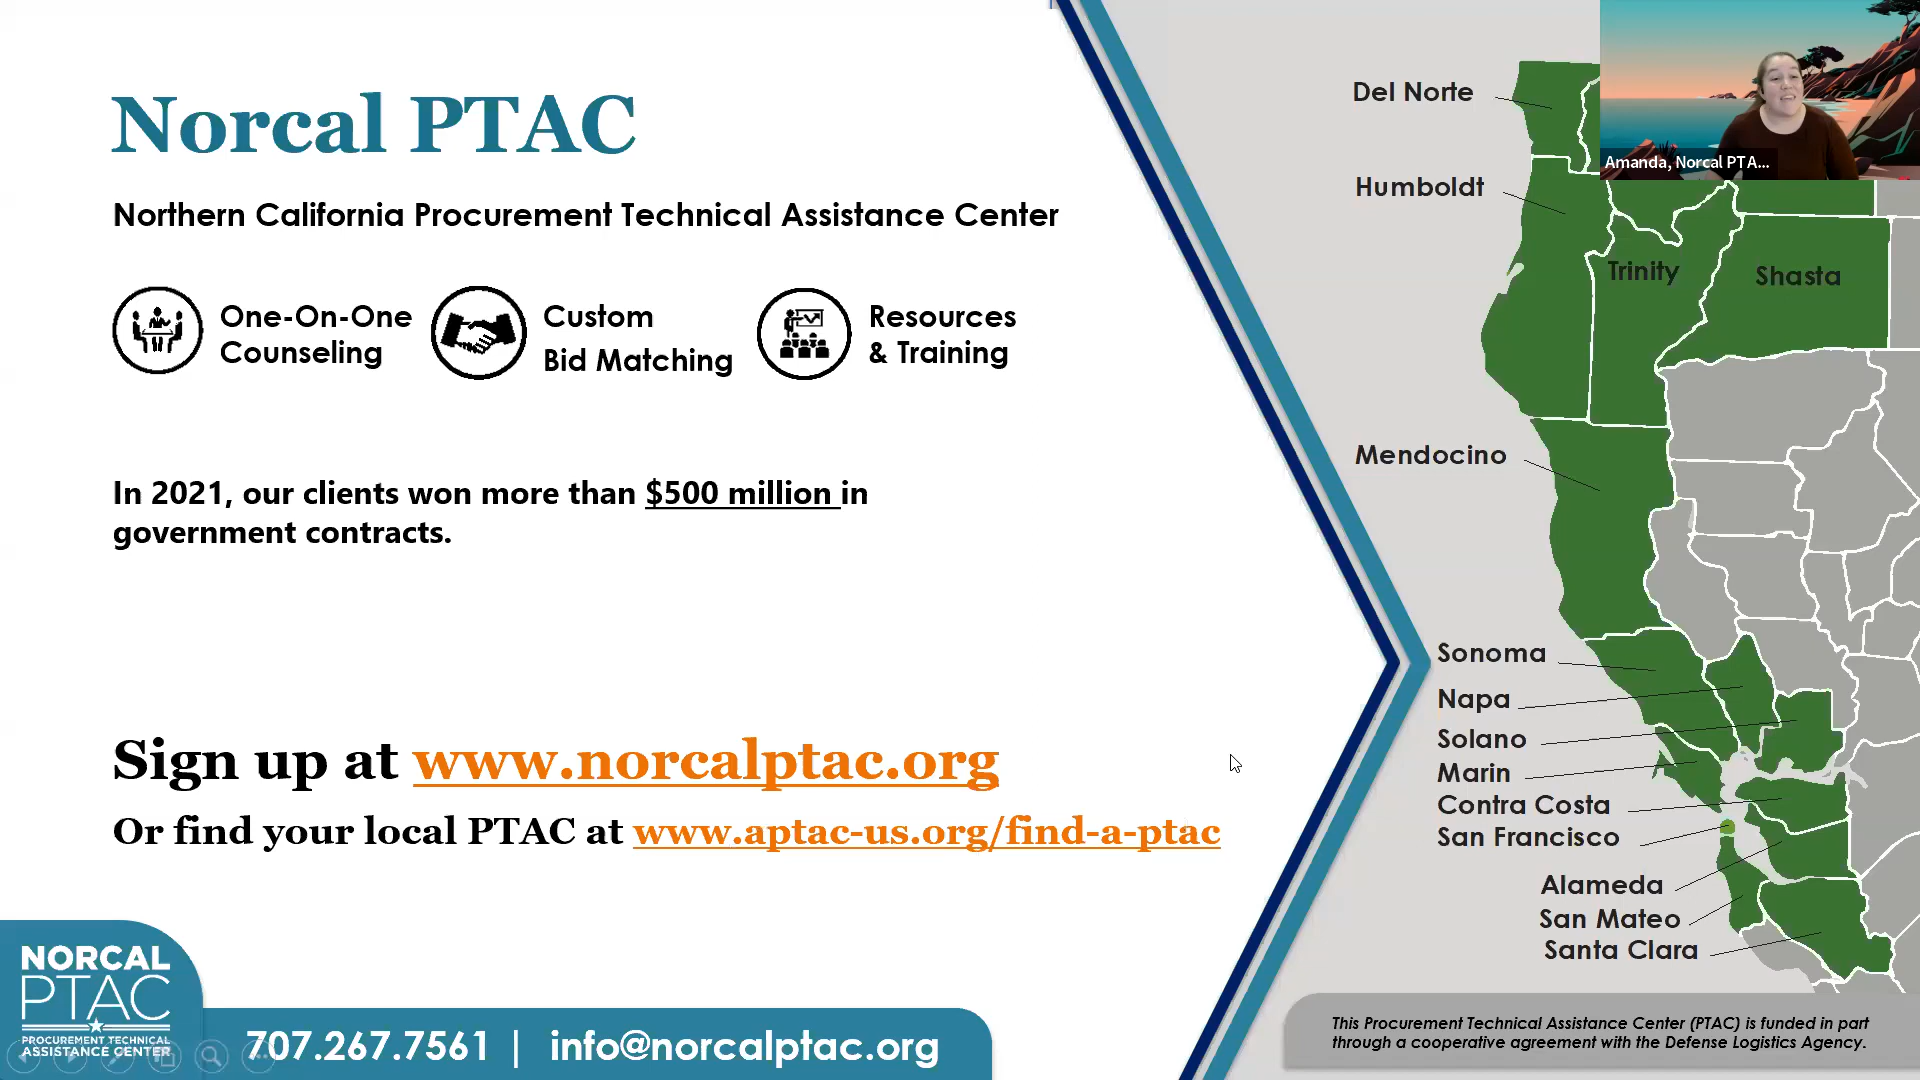 Norcal PTAC
Northern California Procurement Technical Assistance Center
One-On-One
Counseling
Custom
Bid Matching
Resources
& Training
In 2021, our clients won more than $500 million in
government contracts.
Sign up at www.norcalptac.org
Or find your local PTAC at www.aptac-us.org/find-a-ptac
NORCAL
PTAC
PROCUREMENT TECHNICAL
ASSISTANCE CENTER
707.267.7561 | info@norcalptac.org
Amanda, Norcal PTA...
Del Norte
Humboldt
Trinity
Shasta
Mendocino
Sonoma
Napa
Solano
Marin
Contra Costa
San Francisco
Alameda
San Mateo
Santa Clara
This Procurement Technical Assistance Center (PTAC) is funded in part
through a cooperative agreement with the Defense Logistics Agency.